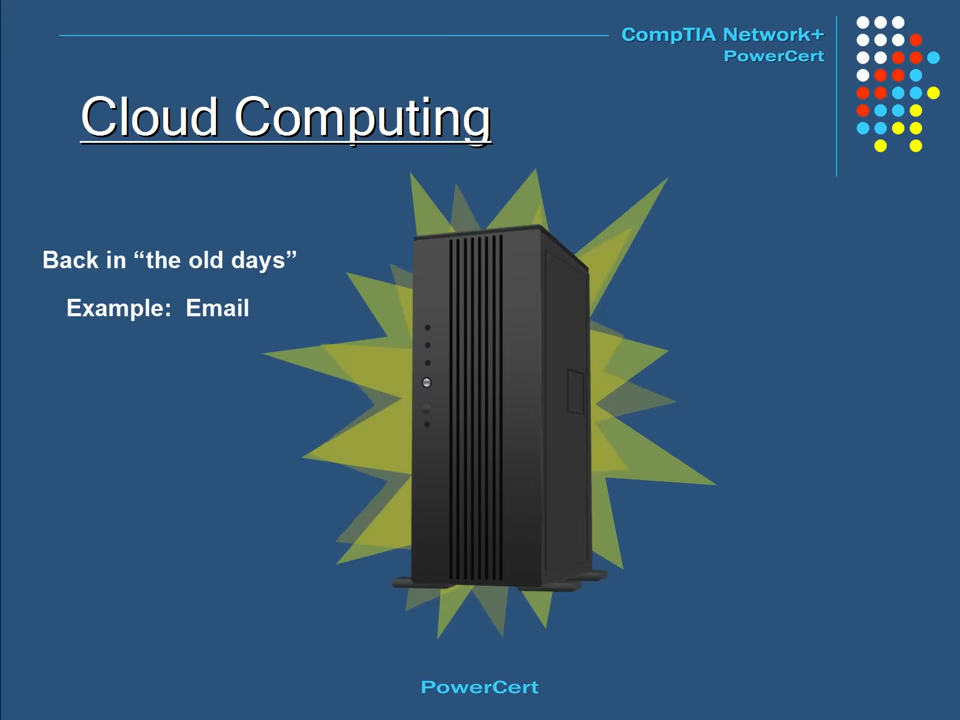 CompTIA Network+
PowerCert
Cloud Computing
Back in “the old days”
Example: Email
PowerCert